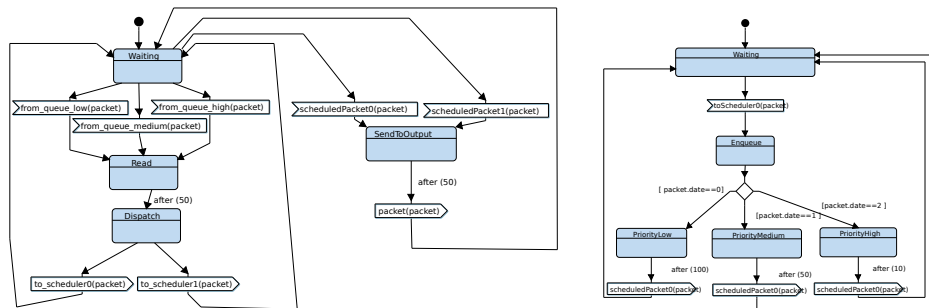 Waiting
from_queue_low(packet)
from_queue_high(packet)
from_queue_medium(packet)
Read
after (50)
Dispatch
to_scheduler0(packet)
to_scheduler1(packet)
scheduledPacket0(packet)
scheduledPacket1(packet)
SendToOutput
after (50)
packet(packet)
Waiting
toScheduler0(packet)
Enqueue
[ packet.date==0]
[packet.date==1 ]
[packet.date==2 ]
PriorityLow
PriorityMedium
PriorityHigh
after (100)
after (50)
after (10)
scheduledPacket0(packet)
scheduledPacket0(packet)
scheduledPacket0(packet)